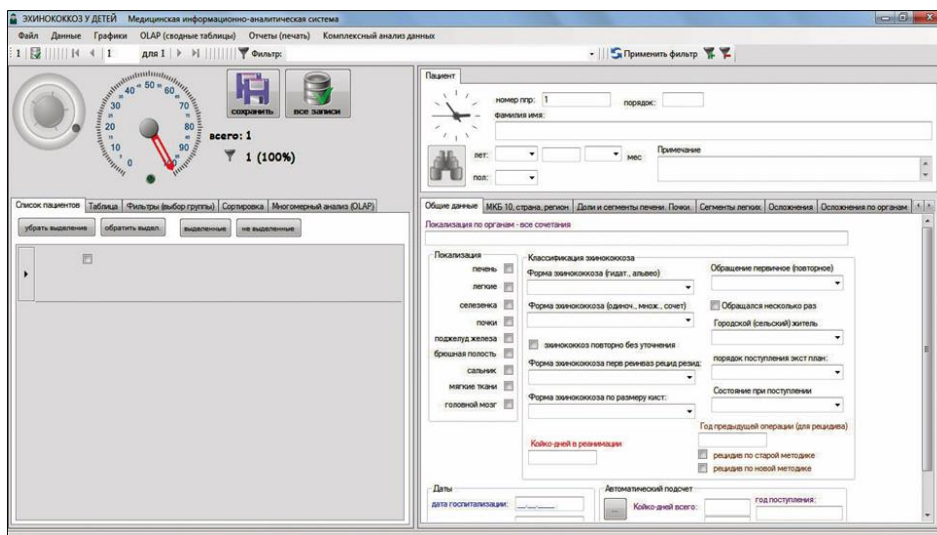 ЭХИНОКОККОЗ У ДЕТЕЙ Медицинская информационно-аналитическая система
Файл Данные Графики OLAP (сводные таблицы) Отчеты (печать) Комплексный анализ данных
1 1 для 1 Фильтр: Применить фильтр
0 10 20 30 40 50 60 70 80 90
сохранить все записи
всего: 1
1 (100%)
Список пациентов Таблица Фильтры (выбор группы) Сортировка Многомерный анализ (OLAP)
убрать выделение обратить выдел. выделенные не выделенные
Пациент
номер ппр: 1 порядок:
фамилия имя:
лет: мес Примечание
пол:
Общие данные МКБ 10, страна, регион Доли и сегменты печени. Почки. Сегменты легких Осложнения Осложнения по органам
Локализация по органам - все сочетания
Локализация
печень
легкие
селезенка
почки
поджелуд железа
брюшная полость
сальник
мягкие ткани
головной мозг
Классификация эхинококкоза
Форма эхинококкоза (гидат., альвео)
Форма эхинококкоза (одиноч., множ., сочет)
эхинококкоз повторно без уточнения
Форма эхинококкоза перв реинваз рецид резид:
Форма эхинококкоза по размеру кист:
Койко-дней в реанимации
Обращение первичное (повторное)
Обращался несколько раз
Городской (сельский) житель
порядок поступления экст план:
Состояние при поступлении
Год предыдущей операции (для рецидива)
рецидив по старой методике
рецидив по новой методике
Даты
дата госпитализации: __.__.____
Автоматический подсчет
... Койко-дней всего:
год поступления: